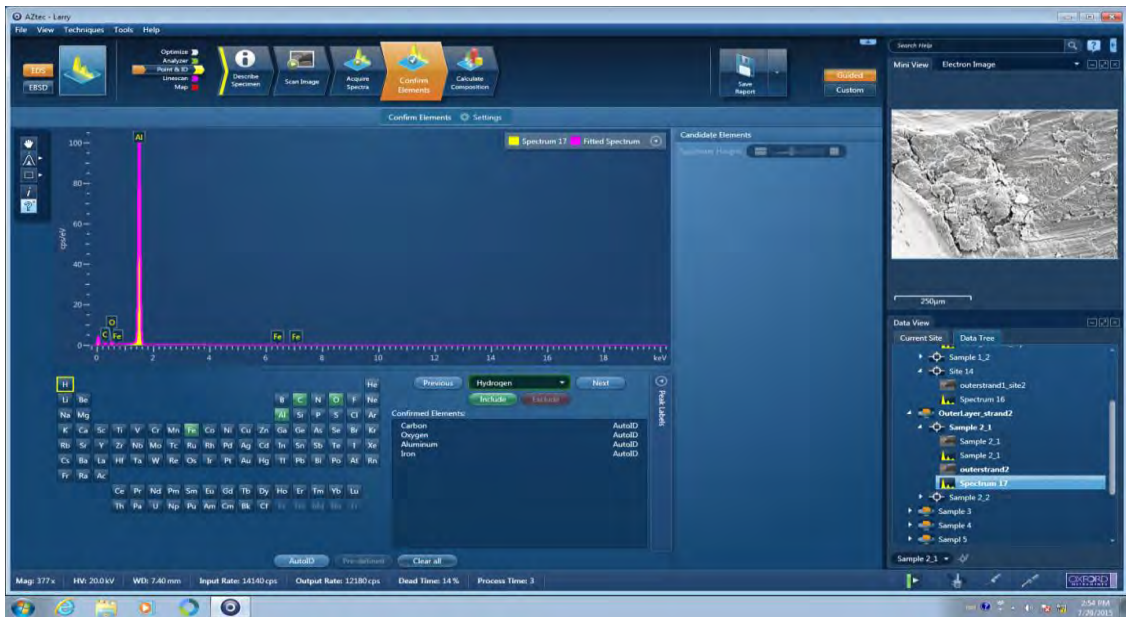 AZtec - Larry
File View Techniques Tools Help
EDS
EBSD
Optimize
Analyzer
Point & ID
Linescan
Map
Describe Specimen
Scan Image
Acquire Spectra
Confirm Elements
Calculate Composition
Save Report
Guided
Custom
Search Help
Mini View Electron Image
Confirm Elements Settings
Spectrum 17 Fitted Spectrum
Candidate Elements
cps/eV
100
80
60
40
20
0
Al
O
C Fe
Fe Fe
0 2 4 6 8 10 12 14 16 18 keV
250µm
Data View
Current Site Data Tree
Sample 1_2
Site 14
outerstrand1_site2
Spectrum 16
OuterLayer_strand2
Sample 2_1
Sample 2_1
Sample 2_1
outerstrand2
Spectrum 17
Sample 2_2
Sample 3
Sample 4
Sampl 5
Sample 2_1
H He
Li Be B C N O F Ne
Na Mg Al Si P S Cl Ar
K Ca Sc Ti V Cr Mn Fe Co Ni Cu Zn Ga Ge As Se Br Kr
Rb Sr Y Zr Nb Mo Tc Ru Rh Pd Ag Cd In Sn Sb Te I Xe
Cs Ba La Hf Ta W Re Os Ir Pt Au Hg Tl Pb Bi Po At Rn
Fr Ra Ac
Ce Pr Nd Pm Sm Eu Gd Tb Dy Ho Er Tm Yb Lu
Th Pa U Np Pu Am Cm Bk Cf
Previous Hydrogen Next
Include Exclude
Peak Labels
Confirmed Elements:
Carbon AutoID
Oxygen AutoID
Aluminum AutoID
Iron AutoID
AutoID Pre-defined Clear all
Mag: 377 x HV: 20.0 kV WD: 7.40 mm Input Rate: 14140 cps Output Rate: 12180 cps Dead Time: 14 % Process Time: 3
OXFORD INSTRUMENTS
2:54 PM
7/28/2015